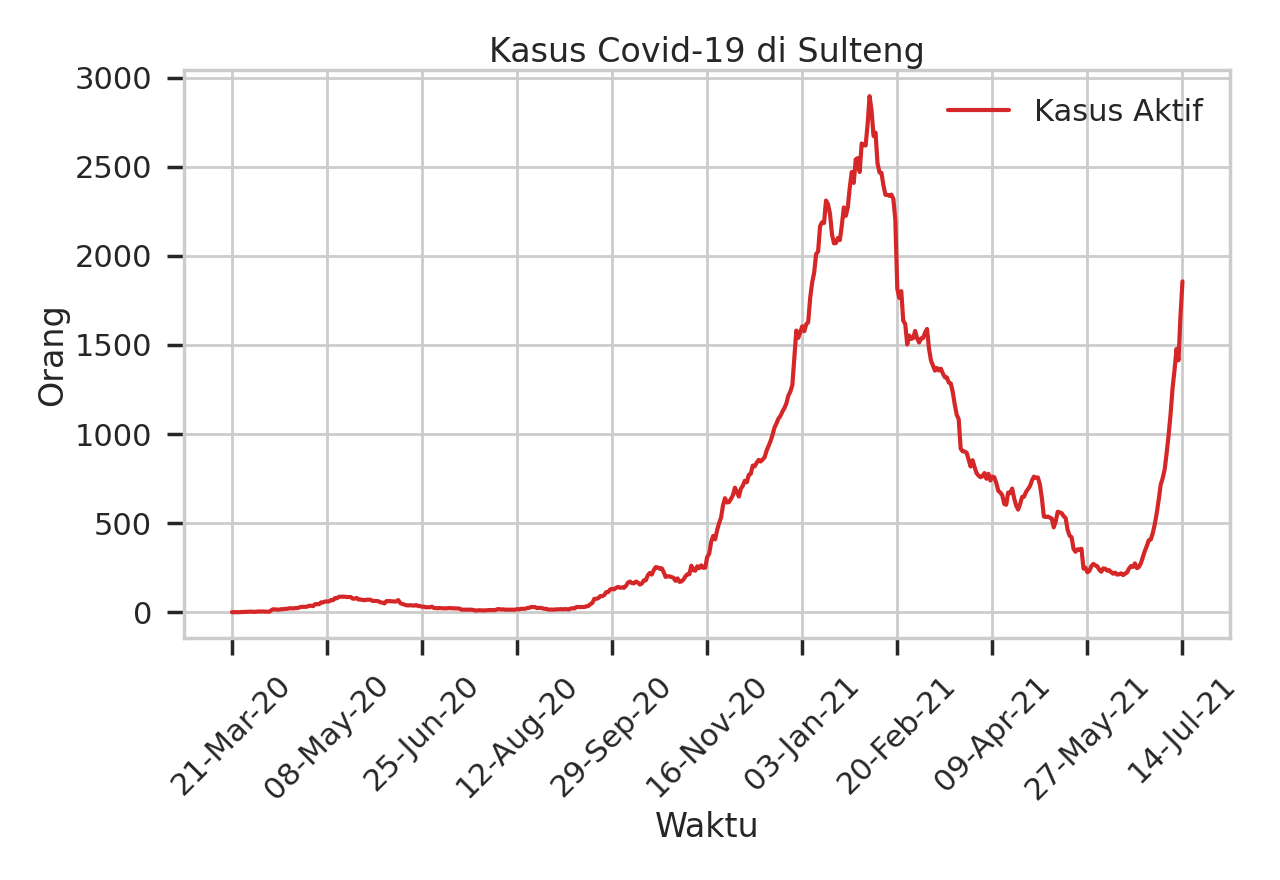 Kasus Covid-19 di Sulteng
Kasus Aktif
3000
2500
2000
1500
1000
500
0
Orang
21-Mar-20
08-May-20
25-Jun-20
12-Aug-20
29-Sep-20
16-Nov-20
03-Jan-21
20-Feb-21
09-Apr-21
27-May-21
14-Jul-21
Waktu